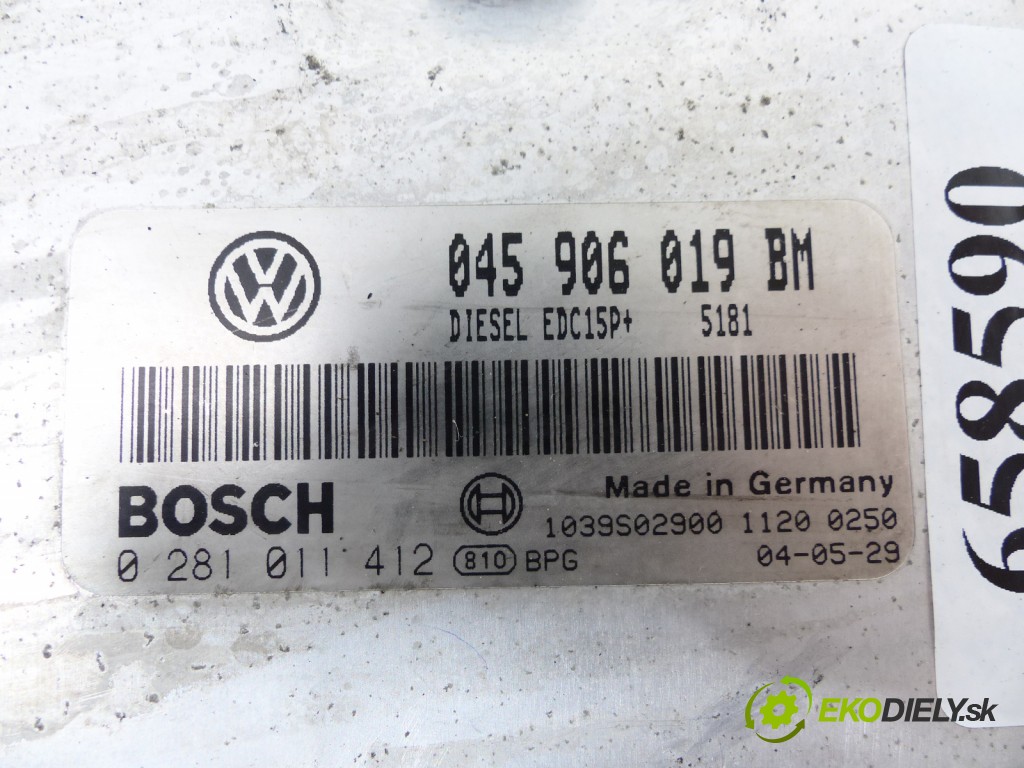 045 906 019 BM
DIESEL EDC15P+ 5181
BOSCH
Made in Germany
1039S02900 1120 0250
0 281 011 412 810 BPG 04-05-29
658590
EKODIELY.sk